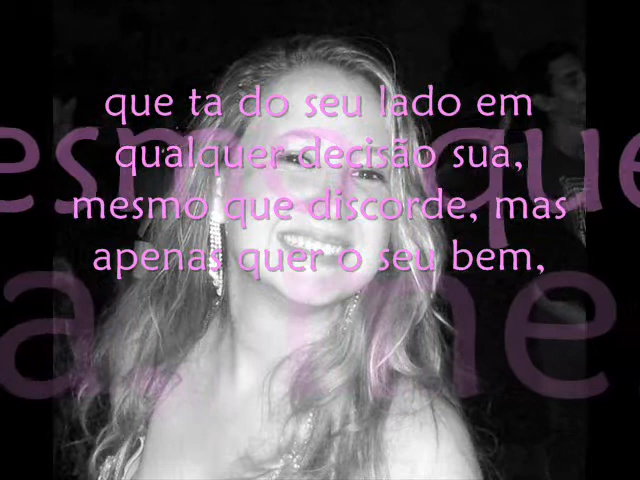 que ta do seu lado em
qualquer decisão sua,
mesmo que discorde, mas
apenas quer o seu bem,